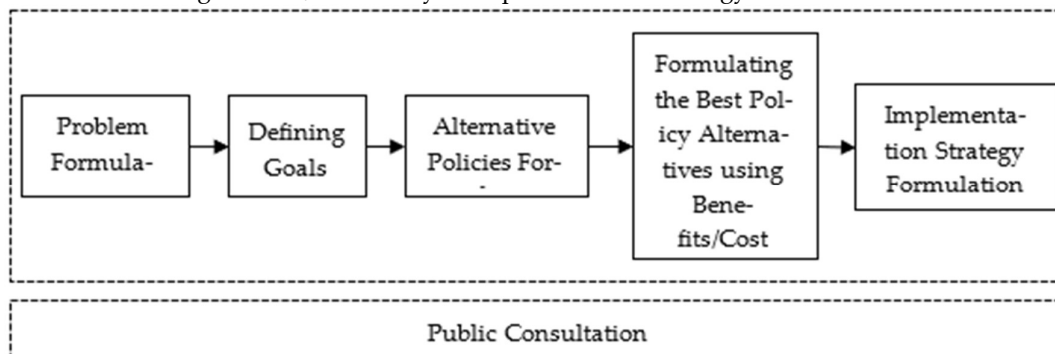 Problem
Formula-
Defining
Goals
Alternative
Policies For-
Formulating
the Best Pol-
icy Alterna-
tives using
Bene-
fits/Cost
Implementa-
tion Strategy
Formulation
Public Consultation